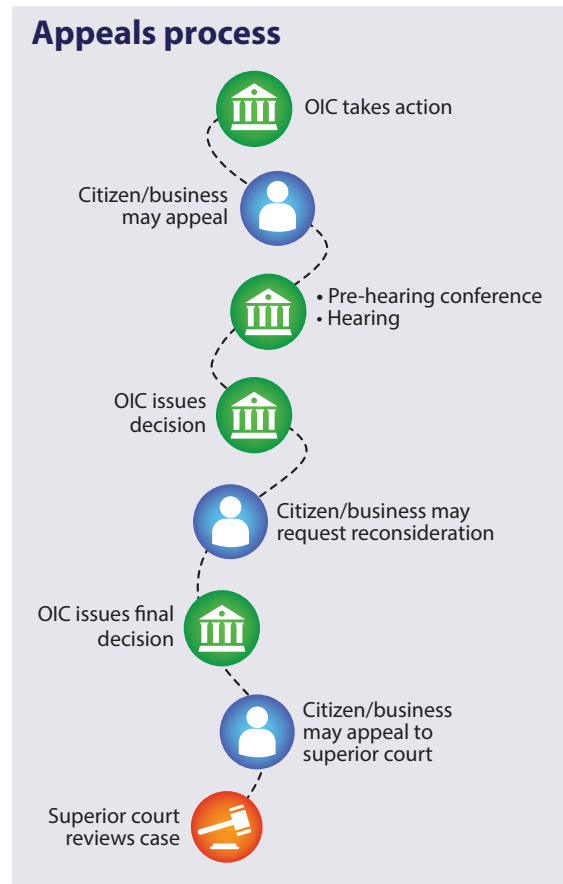 Appeals process
OIC takes action
Citizen/business
may appeal
• Pre-hearing conference
• Hearing
OIC issues
decision
Citizen/business may
request reconsideration
OIC issues final
decision
Citizen/business
may appeal to
superior court
Superior court
reviews case